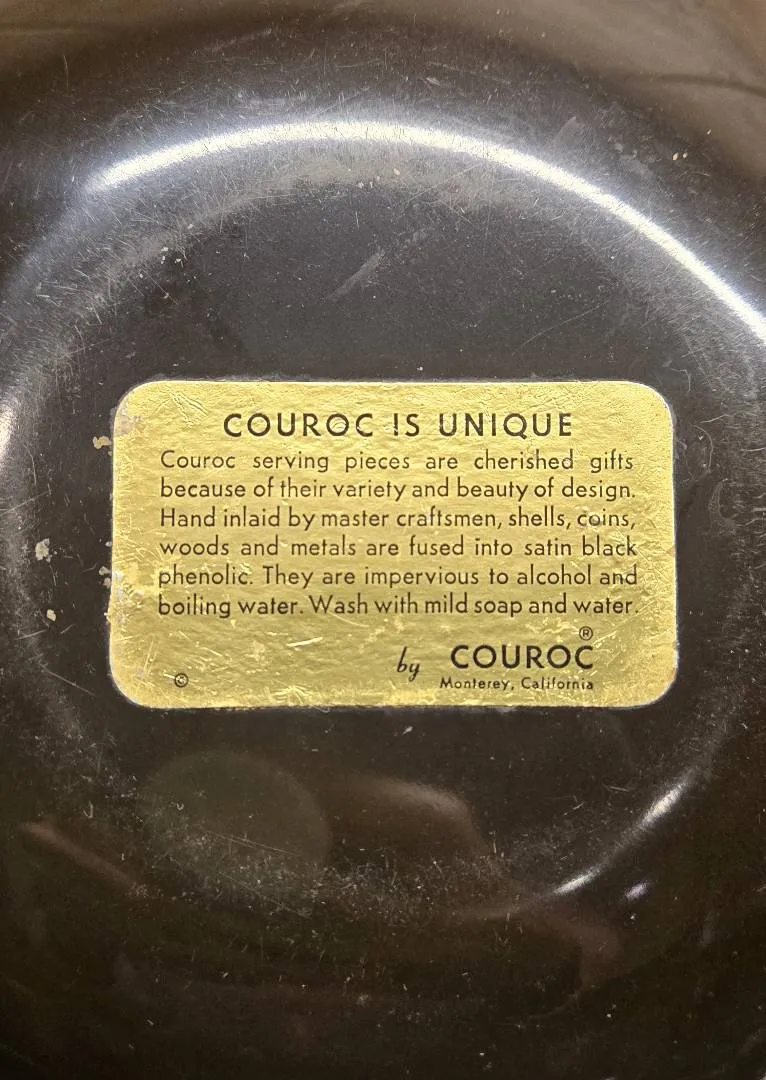 COUROC IS UNIQUE
Couroc serving pieces are cherished gifts
because of their variety and beauty of design.
Hand inlaid by master craftsmen, shells, coins,
woods and metals are fused into satin black
phenolic. They are impervious to alcohol and
boiling water. Wash with mild soap and water.
by COUROC®
Monterey, California
©